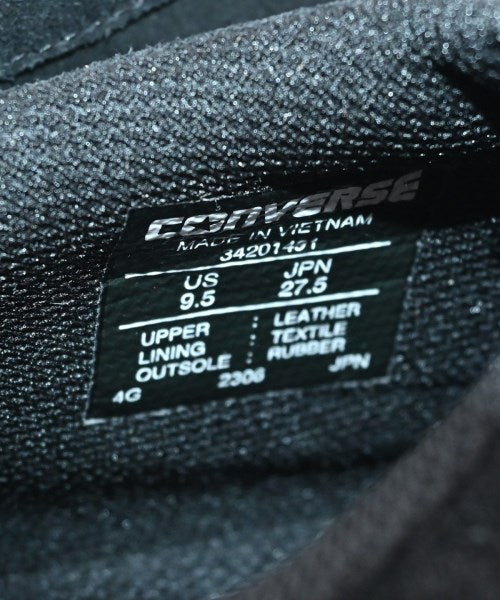 CONVERSE
MADE IN VIETNAM
34201451
US JPN
9.5 27.5
UPPER : LEATHER
LINING : TEXTILE
OUTSOLE : RUBBER
4G 2306 JPN